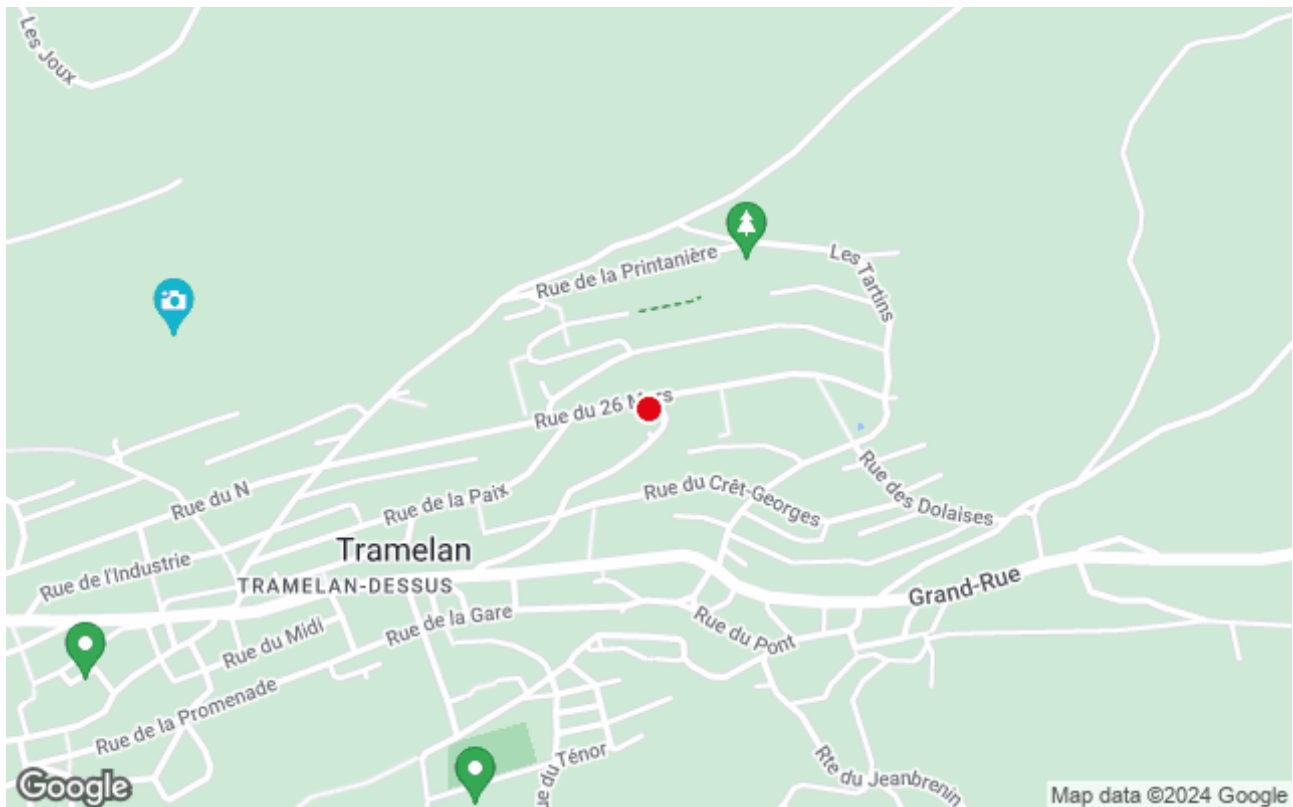 Les Joux
Rue de la Printanière
Les Tartins
Rue du 26 Mars
Rue du N
Rue de la Paix
Rue du Crêt-Georges
Rue des Dolaises
Tramelan
TRAMELAN-DESSUS
Rue de l'Industrie
Grand-Rue
Rue de la Gare
Rue du Midi
Rue du Pont
Rue de la Promenade
ue du Ténor
Rte du Jeanbrenin
Google
Map data ©2024 Google